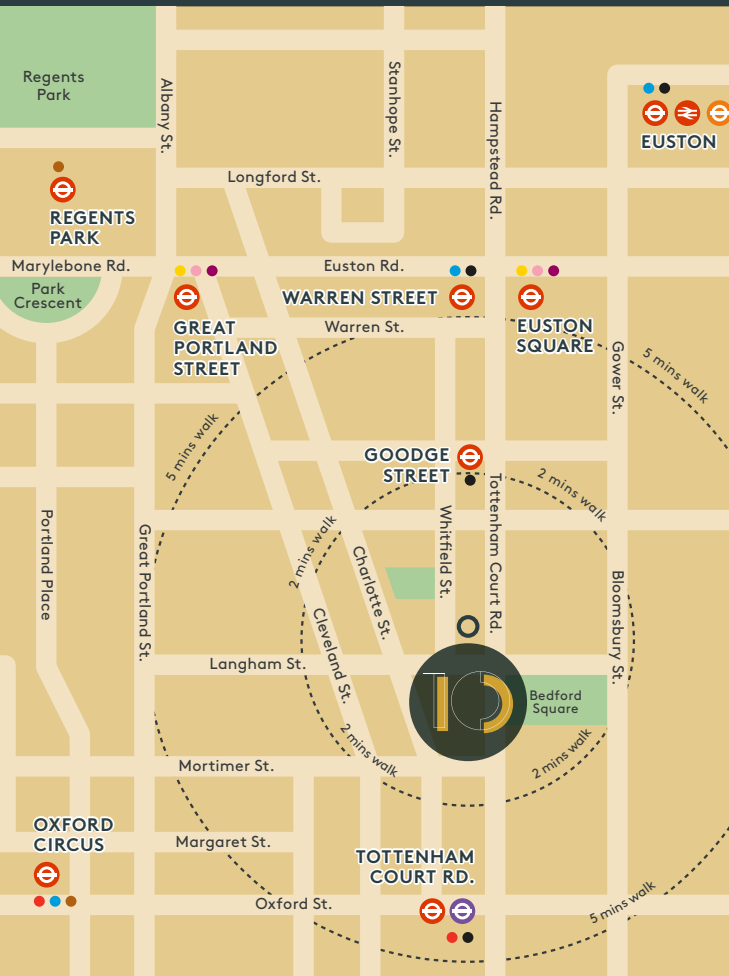 Regents
Park
Albany St.
Stanhope St.
Hampstead Rd.
EUSTON
Longford St.
REGENTS
PARK
Marylebone Rd.
Euston Rd.
Park
Crescent
WARREN STREET
GREAT
PORTLAND
STREET
Warren St.
EUSTON
SQUARE
Gower St.
5 mins walk
5 mins walk
GOODGE
STREET
2 mins walk
2 mins walk
Portland Place
Great Portland St.
Whitfield St.
Tottenham Court Rd.
Charlotte St.
Cleveland St.
Bloomsbury St.
Langham St.
10
Bedford
Square
2 mins walk
2 mins walk
Mortimer St.
OXFORD
CIRCUS
Margaret St.
TOTTENHAM
COURT RD.
Oxford St.
5 mins walk